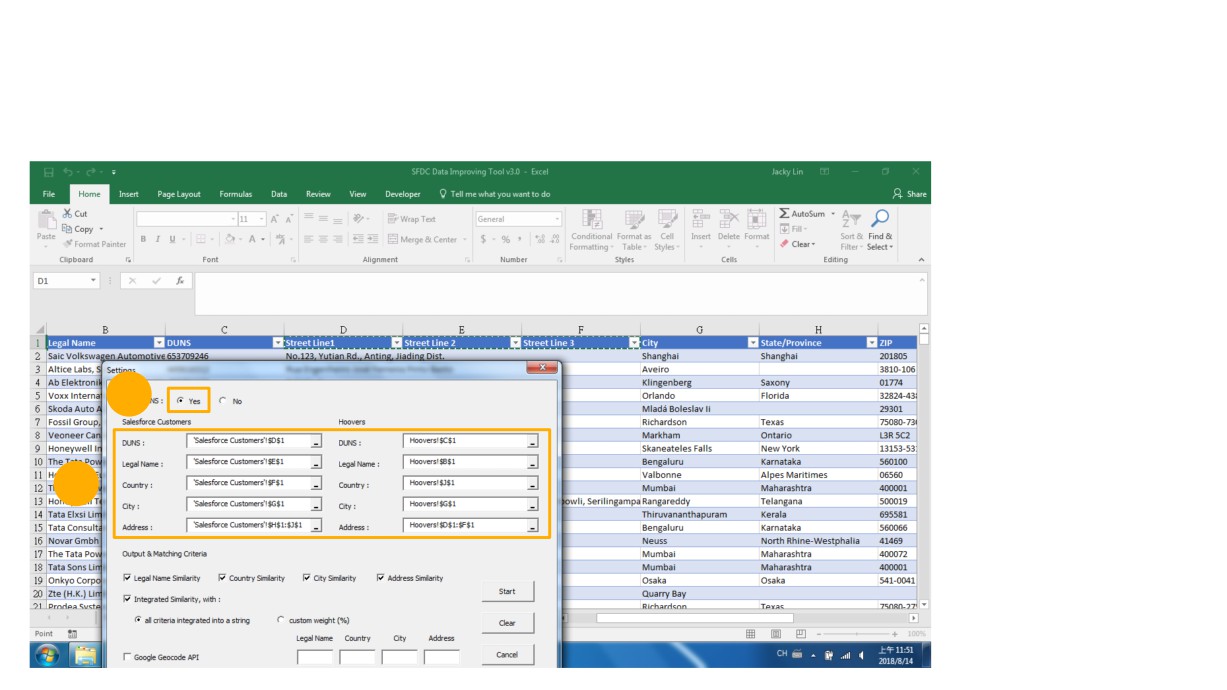 SFDC Data Improving Tool v3.0 - Excel
Jacky Lin
File Home Insert Page Layout Formulas Data Review View Developer Tell me what you want to do
Share
Paste
Cut
Copy
Format Painter
Clipboard
11
A A
B I U A
Font
Wrap Text
Merge & Center
Alignment
General
$ - % ,
Number
Conditional Formatting
Format as Table
Cell Styles
Styles
Insert Delete Format
Cells
AutoSum
Fill
Clear
Sort & Filter
Find & Select
Editing
D1
fx
B C D E F G H
1 Legal Name DUNS Street Line1 Street Line 2 Street Line 3 City State/Province ZIP
2 Saic Volkswagen Automotive 653709246 No.123, Yutian Rd., Anting, Jiading Dist. Shanghai Shanghai 201805
3 Altice Labs, S Aveiro 3810-106
4 Ab Elektronik Klingenberg Saxony 01774
5 Voxx Interna Orlando Florida 32824-43
6 Skoda Auto A Mladá Boleslav Ii 29301
7 Fossil Group, Richardson Texas 75080-73
8 Veoneer Can Markham Ontario L3R 5C2
9 Honeywell In Skaneateles Falls New York 13153-53
10 The Tata Pow Bengaluru Karnataka 560100
11 H Valbonne Alpes Maritimes 06560
12 T Mumbai Maharashtra 400001
13 Hon Te owli, Serilingampa Rangareddy Telangana 500019
14 Tata Elxsi Lim Thiruvananthapuram Kerala 695581
15 Tata Consulta Bengaluru Karnataka 560066
16 Novar Gmbh Neuss North Rhine-Westphalia 41469
17 The Tata Pow Mumbai Maharashtra 400072
18 Tata Sons Lim Mumbai Maharashtra 400001
19 Onkyo Corpo Osaka Osaka 541-0041
20 Zte (H.K.) Lim Quarry Bay
21 Prodea Syste Richardson Texas 75080-27
Settings
NS : Yes No
Salesforce Customers Hoovers
DUNS : 'Salesforce Customers'!$D$1 DUNS : Hoovers!$C$1
Legal Name : 'Salesforce Customers'!$E$1 Legal Name : Hoovers!$B$1
Country : 'Salesforce Customers'!$F$1 Country : Hoovers!$J$1
City : 'Salesforce Customers'!$G$1 City : Hoovers!$G$1
Address : 'Salesforce Customers'!$H$1:$J$1 Address : Hoovers!$D$1:$F$1
Output & Matching Criteria
Legal Name Similarity Country Similarity City Similarity Address Similarity
Start
Integrated Similarity, with :
all criteria integrated into a string custom weight (%)
Clear
Legal Name Country City Address
Google Geocode API
Cancel
Point
100%
CH
上午 11:51
2018/8/14